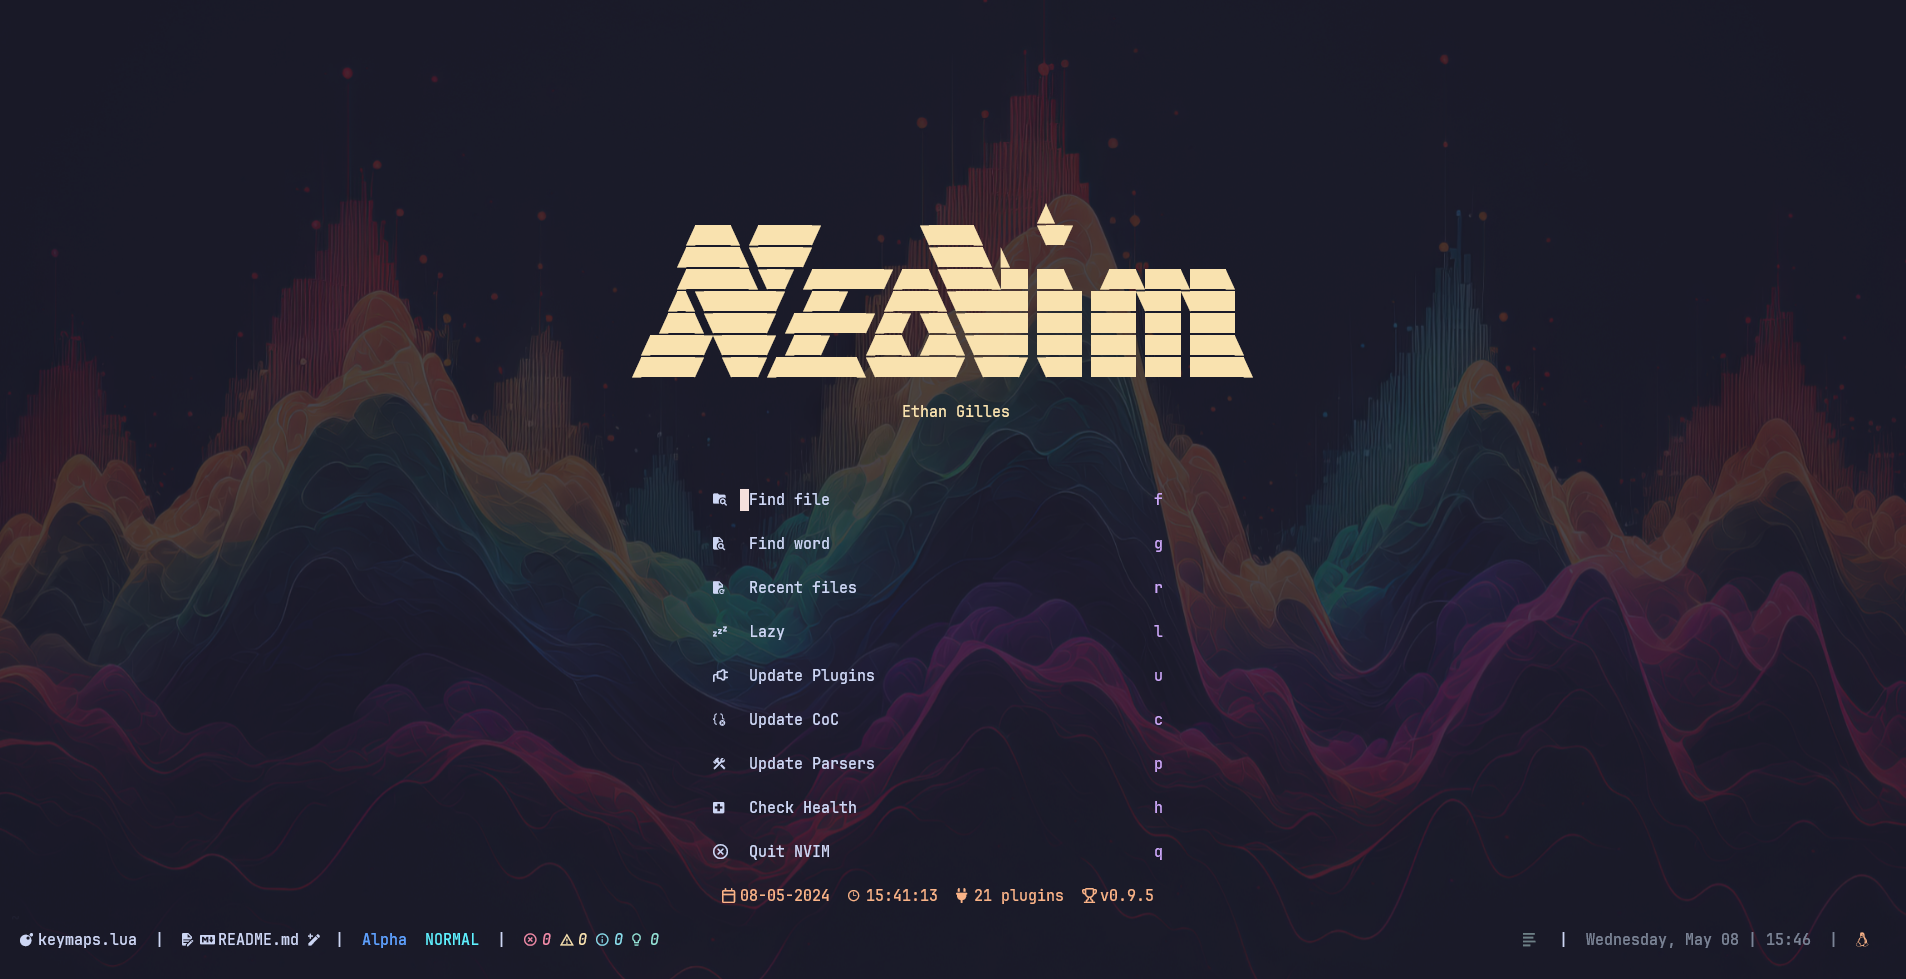 Neovim
Ethan Gilles
Find file f
Find word g
Recent files r
Lazy l
Update Plugins u
Update CoC c
Update Parsers p
Check Health h
Quit NVIM q
08-05-2024 15:41:13 21 plugins v0.9.5
keymaps.lua | README.md | Alpha NORMAL | 0 0 0 0 | Wednesday, May 08 | 15:46 |